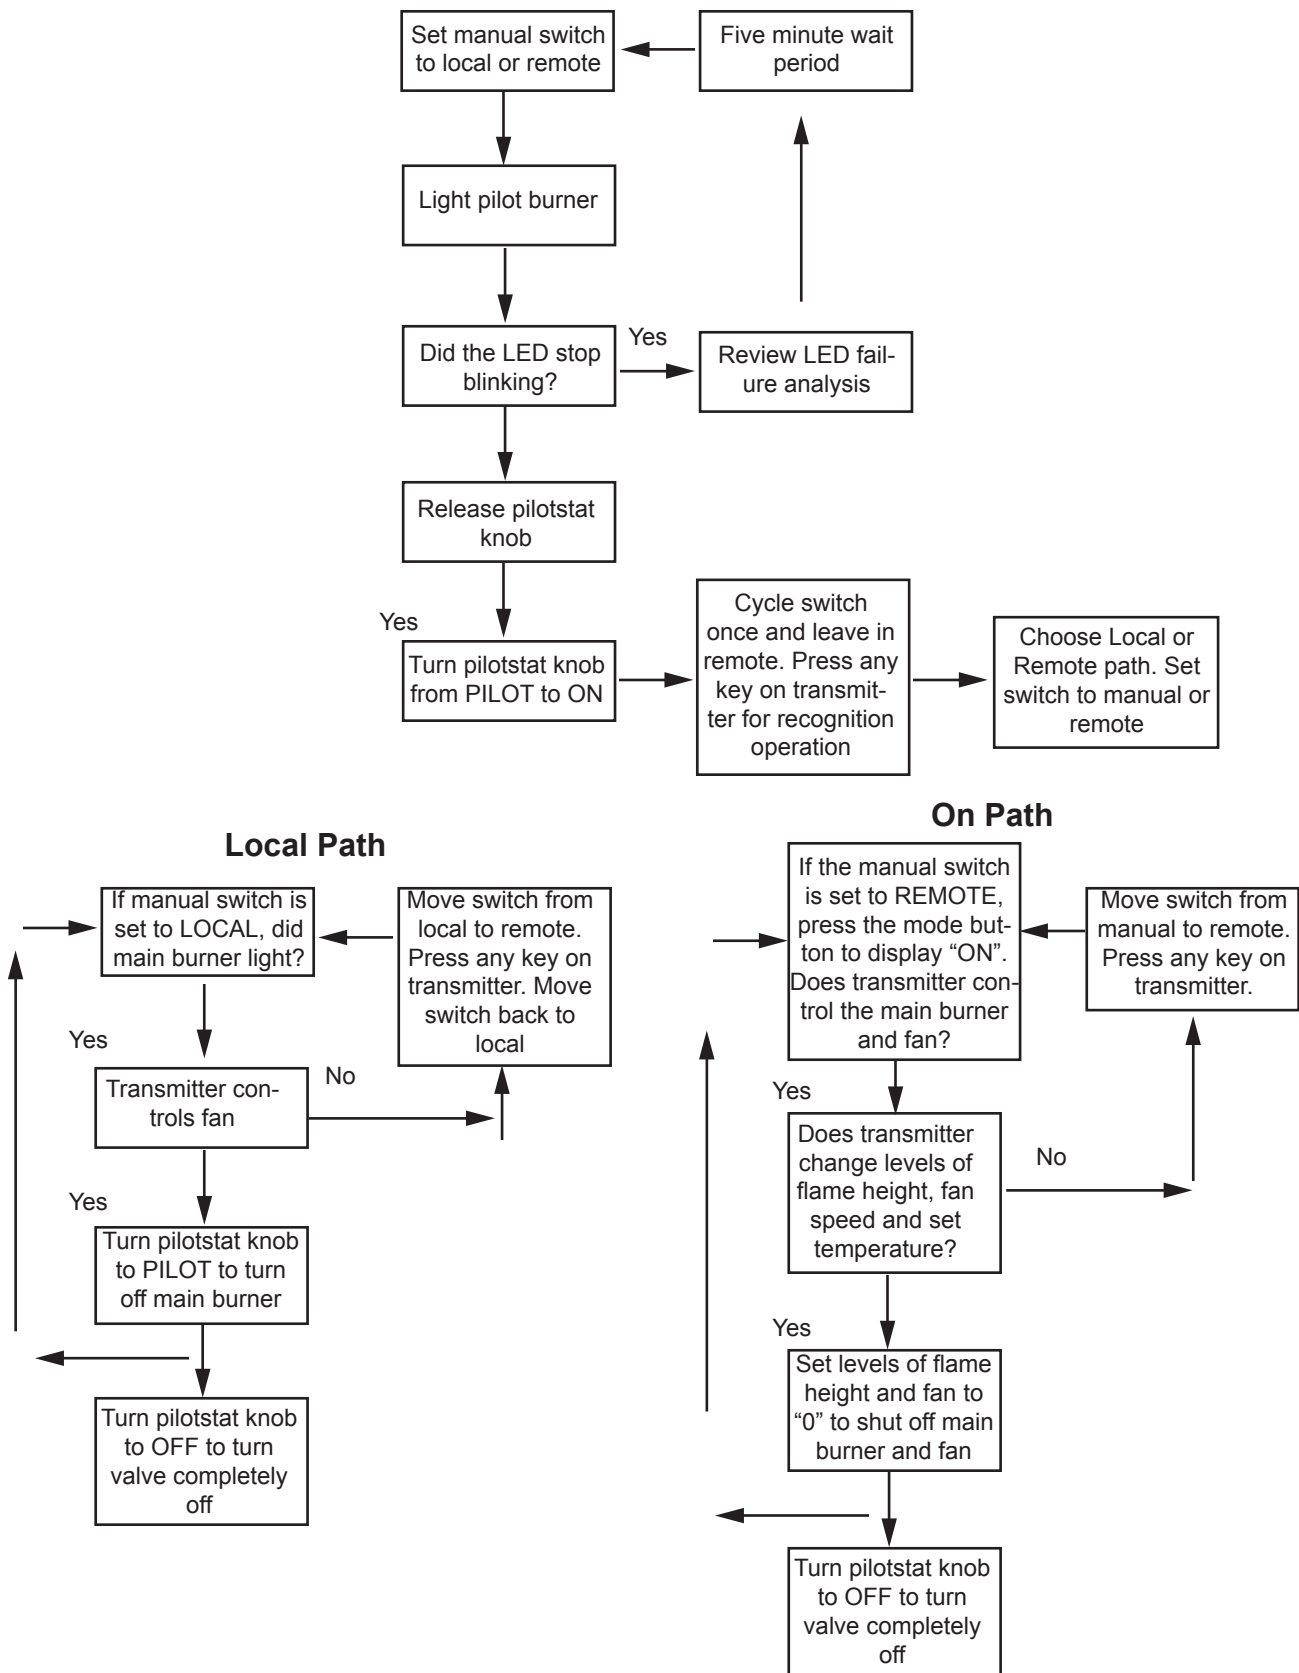 Set manual switch
to local or remote
Five minute wait
period
Light pilot burner
Did the LED stop
blinking?
Yes
Review LED fail-
ure analysis
Release pilotstat
knob
Yes
Turn pilotstat knob
from PILOT to ON
Cycle switch
once and leave in
remote. Press any
key on transmit-
ter for recognition
operation
Choose Local or
Remote path. Set
switch to manual or
remote
Local Path
If manual switch is
set to LOCAL, did
main burner light?
Move switch from
local to remote.
Press any key on
transmitter. Move
switch back to
local
Yes
Transmitter con-
trols fan
No
Yes
Turn pilotstat knob
to PILOT to turn
off main burner
Turn pilotstat knob
to OFF to turn
valve completely
off
On Path
If the manual switch
is set to REMOTE,
press the mode but-
ton to display “ON”.
Does transmitter con-
trol the main burner
and fan?
Move switch from
manual to remote.
Press any key on
transmitter.
Yes
Does transmitter
change levels of
flame height, fan
speed and set
temperature?
No
Yes
Set levels of flame
height and fan to
“0” to shut off main
burner and fan
Turn pilotstat knob
to OFF to turn
valve completely
off